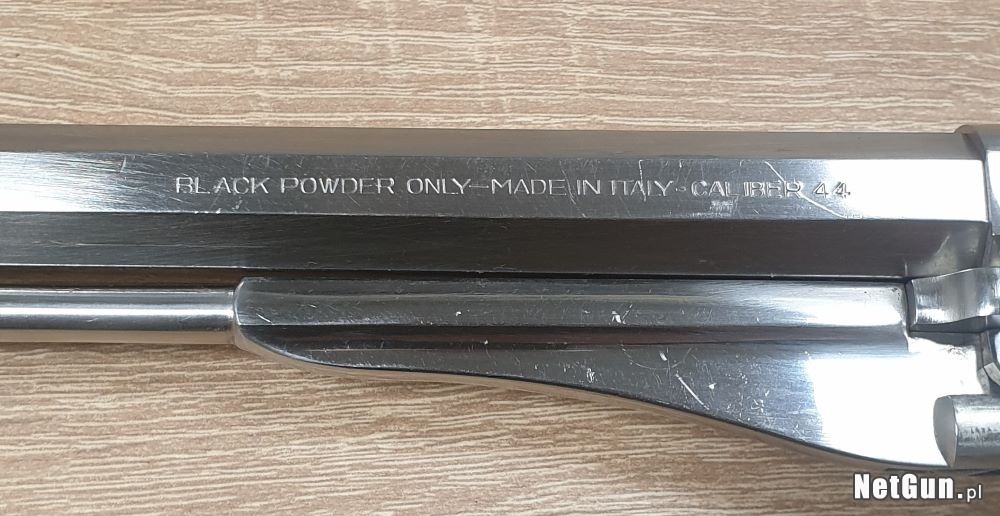 BLACK POWDER ONLY—MADE IN ITALY-CALIBER 44
NetGun.pl